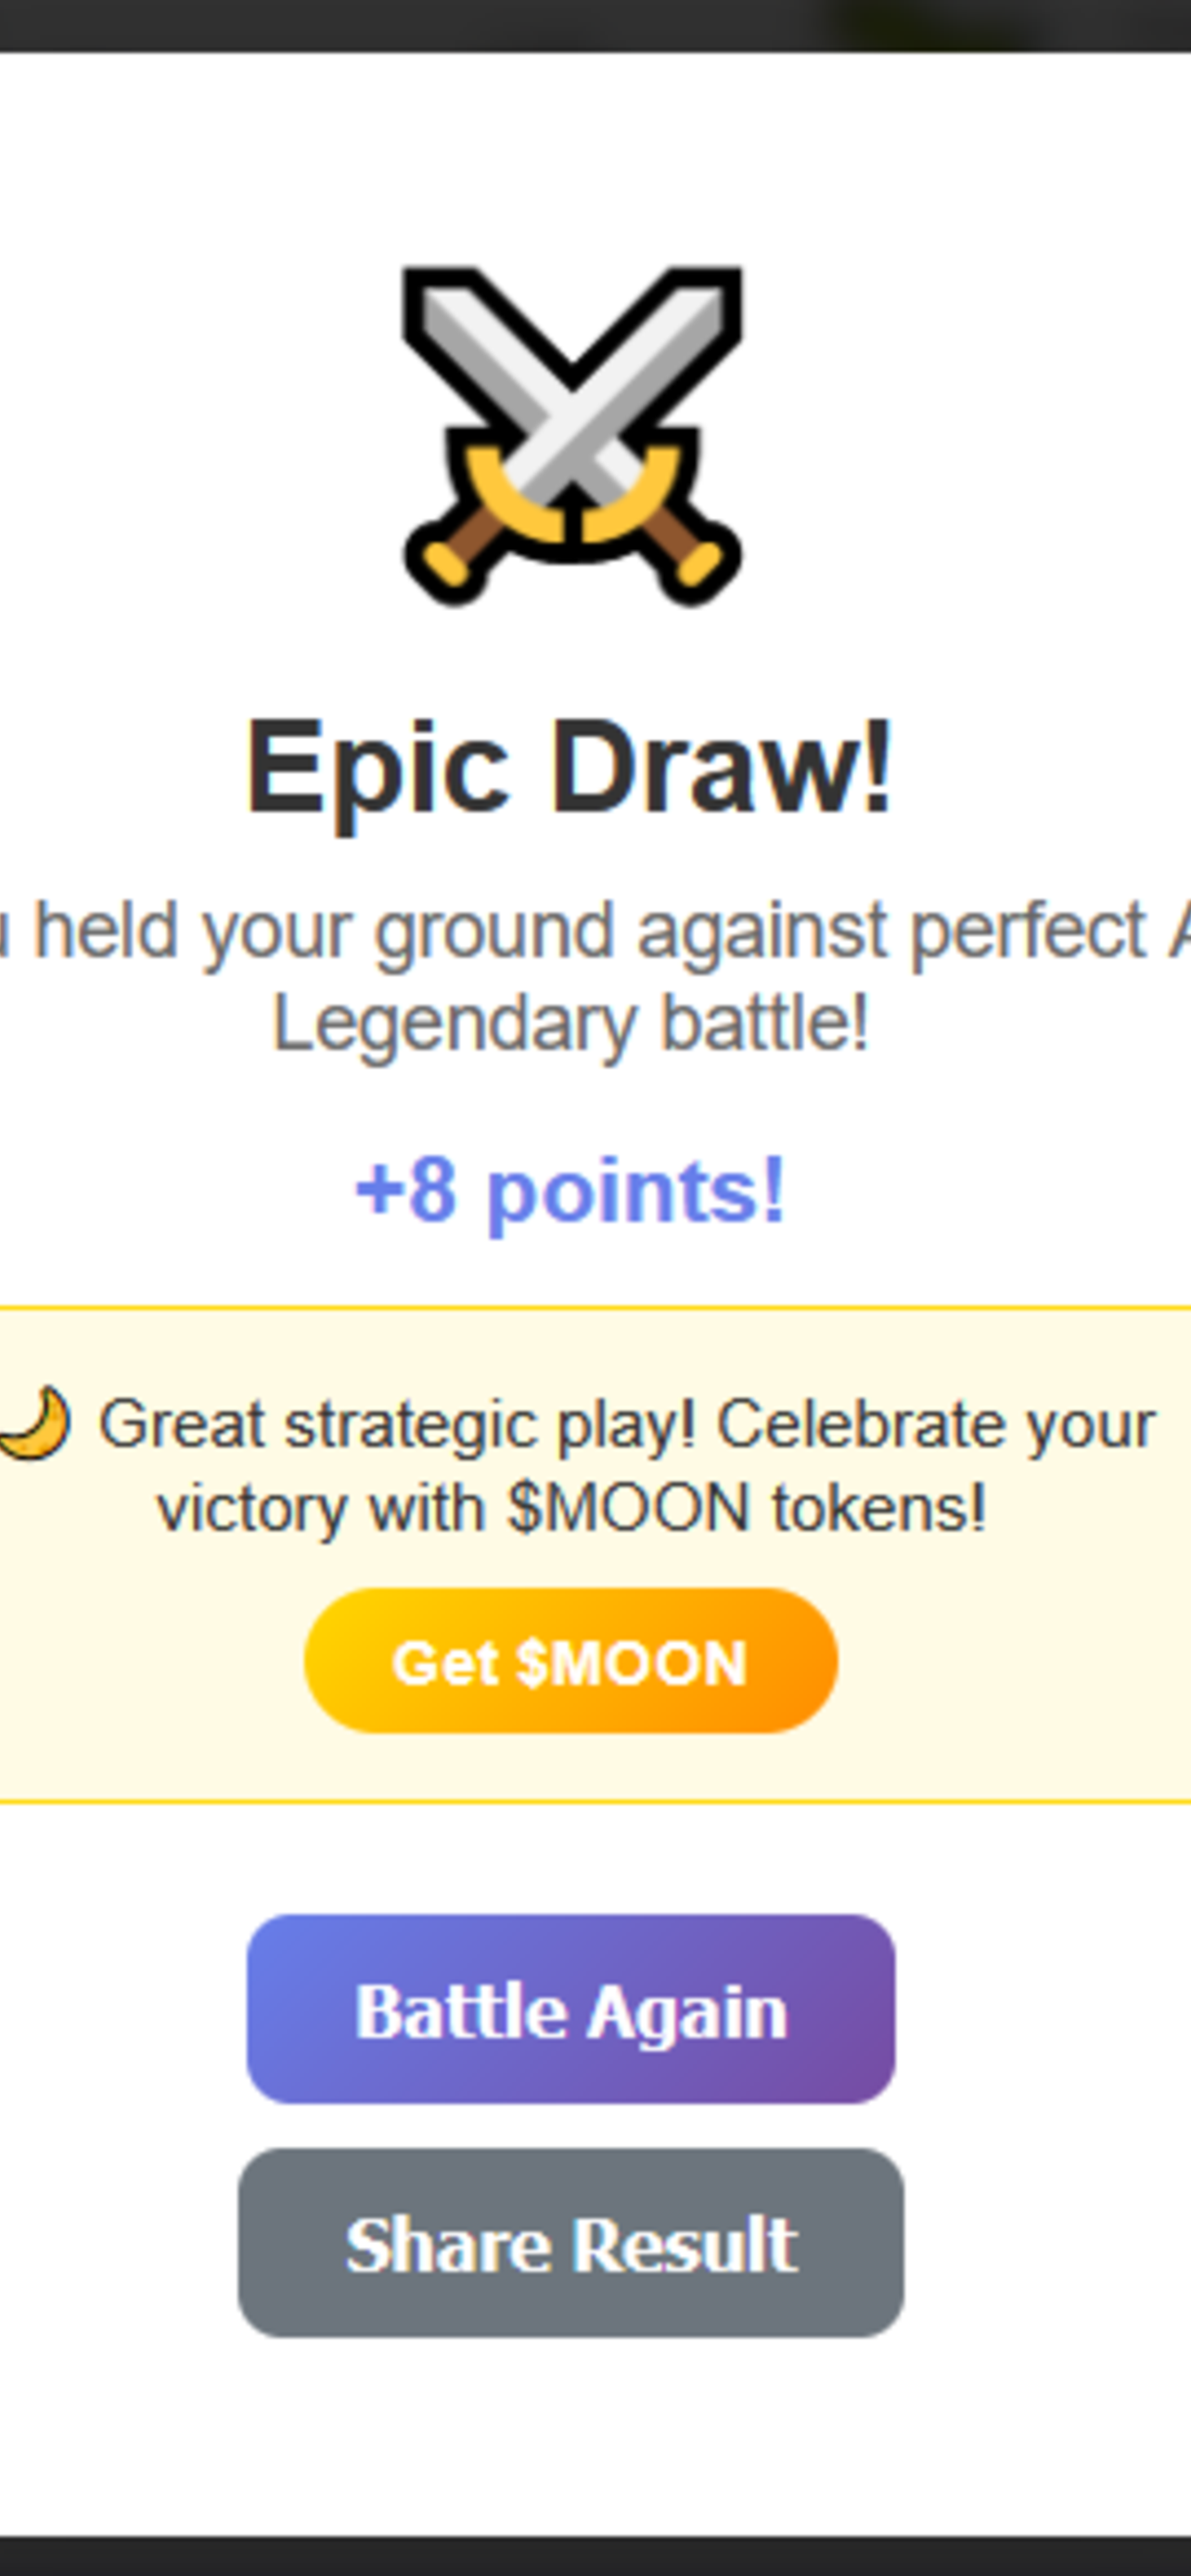 Epic Draw!
held your ground against perfect
Legendary battle!
+8 points!
Great strategic play! Celebrate your
victory with $MOON tokens!
Get $MOON
Battle Again
Share Result